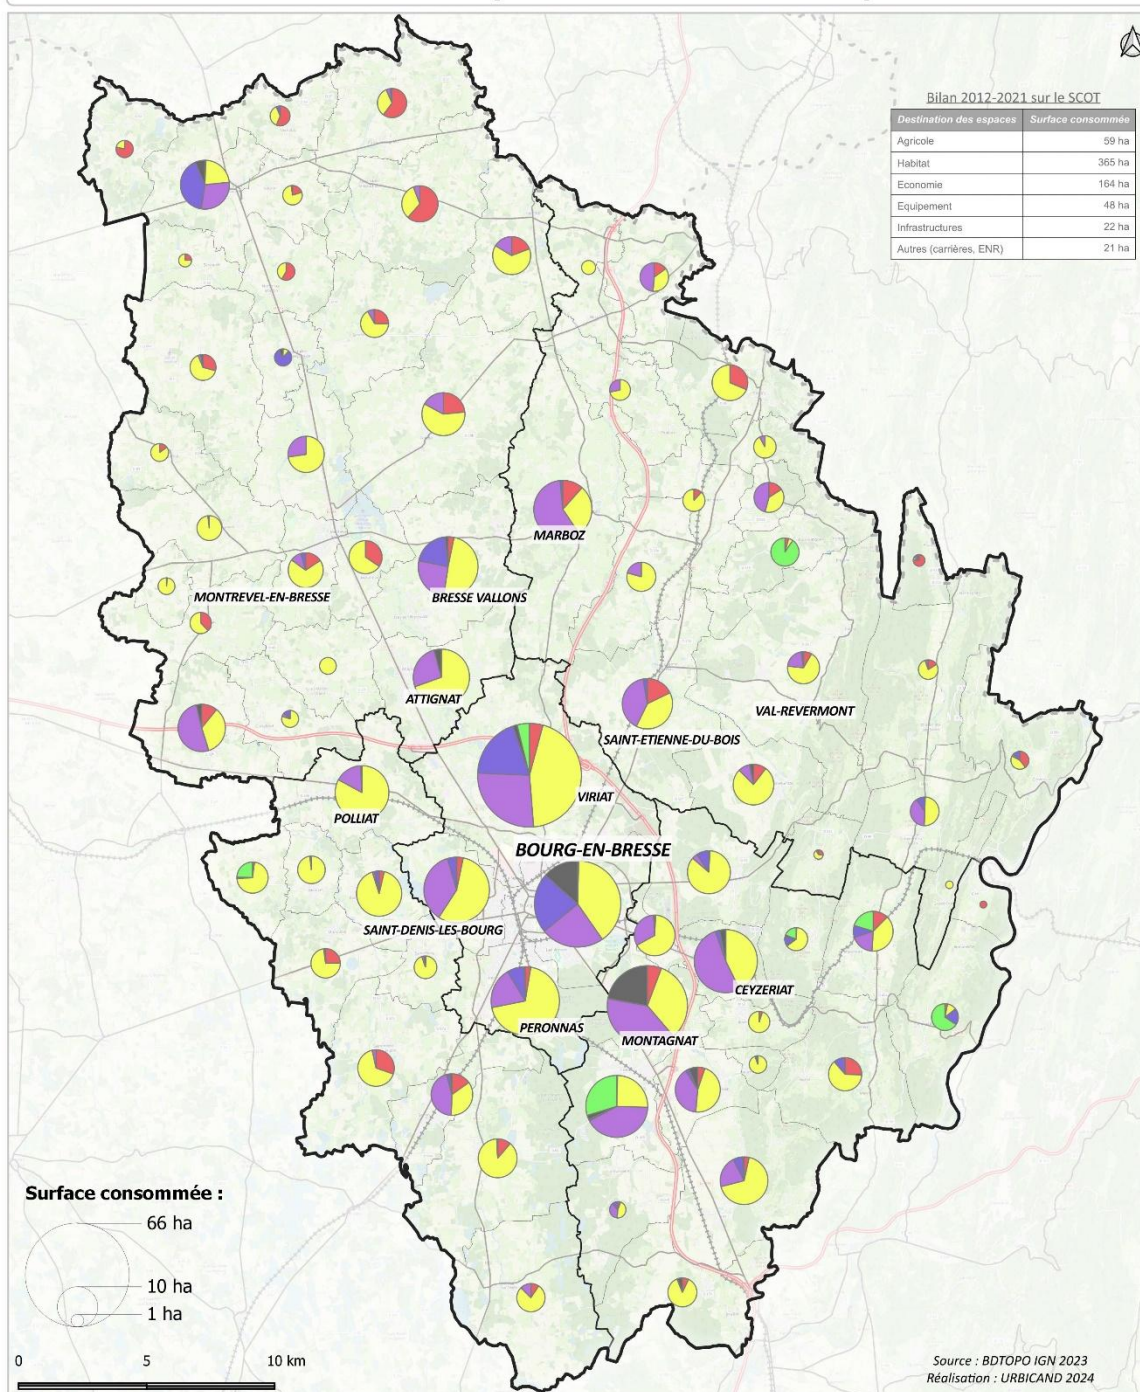 Bilan 2012-2021 sur le SCOT
Destination des espaces Surface consommée
Agricole 59 ha
Habitat 365 ha
Economie 164 ha
Equipement 48 ha
Infrastructures 22 ha
Autres (carrières, ENR) 21 ha
MARBOZ
MONTREVEL-EN-BRESSE
BRESSE VALLONS
ATTIGNAT
VAL-REVERMONT
SAINT-ETIENNE-DU-BOIS
VIRIAT
POLLIAT
BOURG-EN-BRESSE
SAINT-DENIS-LES-BOURG
CEYZERIAT
PERONNAS
MONTAGNAT
Surface consommée :
66 ha
10 ha
1 ha
0 5 10 km
Source : BDTOPO IGN 2023
Réalisation : URBICAND 2024